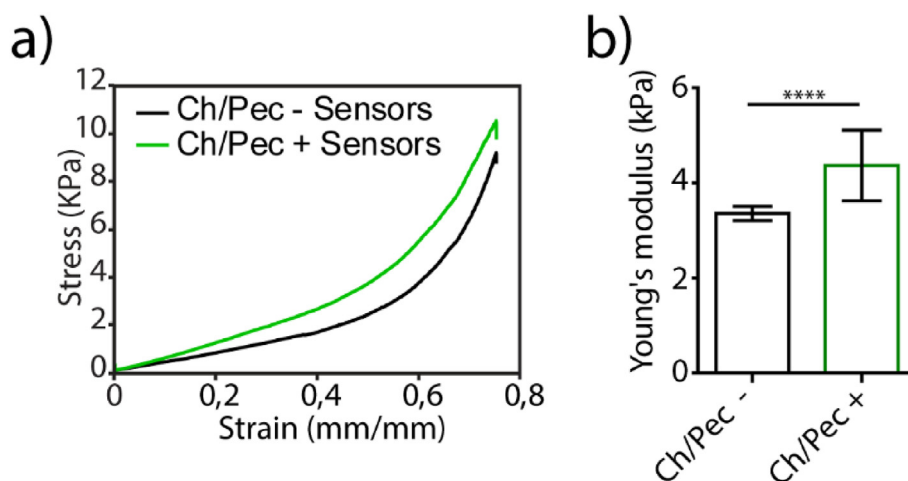 a)
12
10
8
6
4
2
0
Stress (KPa)
Ch/Pec - Sensors
Ch/Pec + Sensors
0
0,2
0,4
0,6
0,8
Strain (mm/mm)
b)
6
4
2
0
Young's modulus (kPa)
****
Ch/Pec -
Ch/Pec +